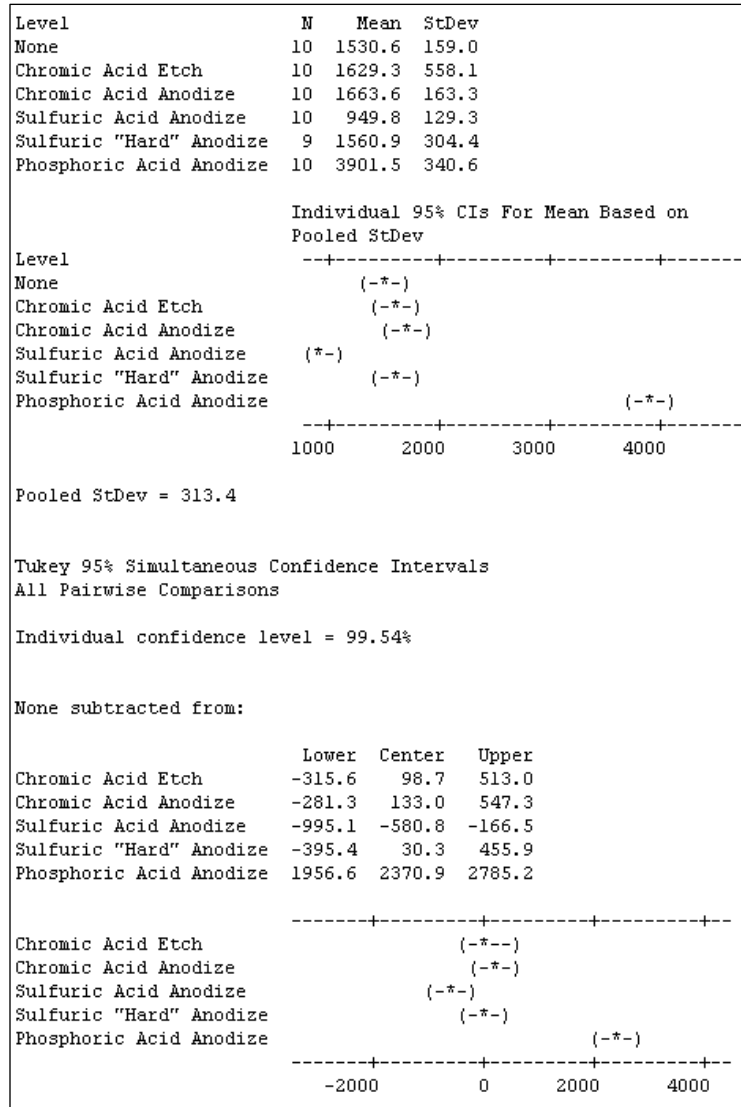 Level                    N    Mean  StDev
None                    10  1530.6  159.0
Chromic Acid Etch       10  1629.3  558.1
Chromic Acid Anodize    10  1663.6  163.3
Sulfuric Acid Anodize   10   949.8  129.3
Sulfuric "Hard" Anodize  9  1560.9  304.4
Phosphoric Acid Anodize 10  3901.5  340.6
Individual 95% CIs For Mean Based on
Pooled StDev
Level                    --+---------+---------+---------+-------
None                          (-*-)
Chromic Acid Etch              (-*-)
Chromic Acid Anodize            (-*-)
Sulfuric Acid Anodize    (*-)
Sulfuric "Hard" Anodize        (-*-)
Phosphoric Acid Anodize                              (-*-)
--+---------+---------+---------+-------
1000      2000      3000      4000
Pooled StDev = 313.4
Tukey 95% Simultaneous Confidence Intervals
All Pairwise Comparisons
Individual confidence level = 99.54%
None subtracted from:
Lower  Center   Upper
Chromic Acid Etch        -315.6    98.7   513.0
Chromic Acid Anodize     -281.3   133.0   547.3
Sulfuric Acid Anodize    -995.1  -580.8  -166.5
Sulfuric "Hard" Anodize  -395.4    30.3   455.9
Phosphoric Acid Anodize  1956.6  2370.9  2785.2
-------+---------+---------+---------+--
Chromic Acid Etch                      (-*--)
Chromic Acid Anodize                    (-*-)
Sulfuric Acid Anodize               (-*-)
Sulfuric "Hard" Anodize                (-*-)
Phosphoric Acid Anodize                            (-*-)
-------+---------+---------+---------+--
-2000         0      2000      4000